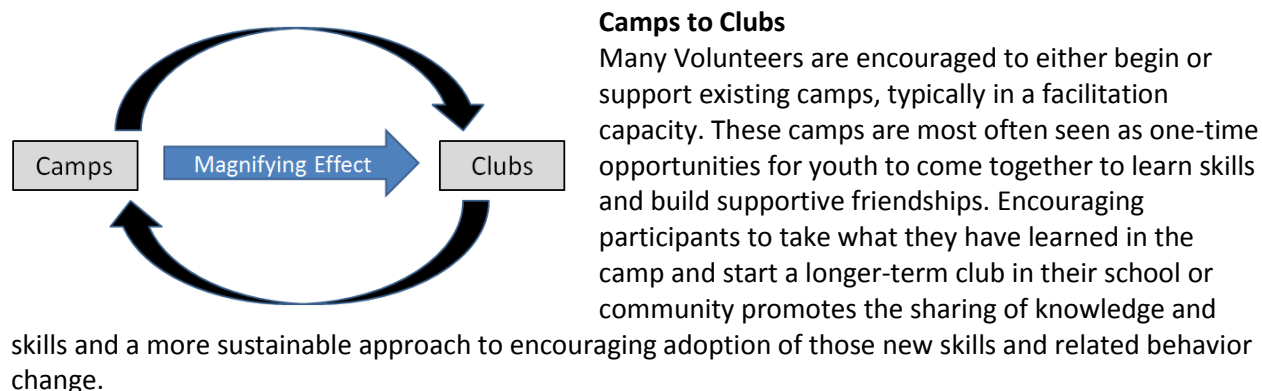 Camps
Magnifying Effect
Clubs
Camps to Clubs
Many Volunteers are encouraged to either begin or
support existing camps, typically in a facilitation
capacity. These camps are most often seen as one-time
opportunities for youth to come together to learn skills
and build supportive friendships. Encouraging
participants to take what they have learned in the
camp and start a longer-term club in their school or
community promotes the sharing of knowledge and
skills and a more sustainable approach to encouraging adoption of those new skills and related behavior
change.